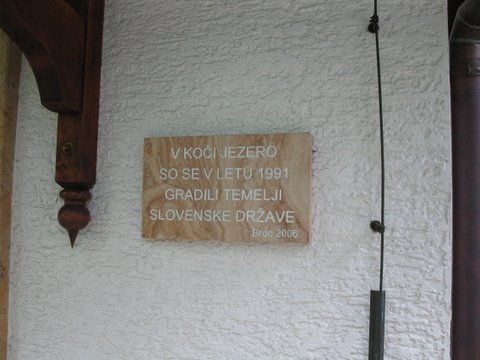 V KOČI JEZERO
SO SE V LETU 1991
GRADILI TEMELJI
SLOVENSKE DRŽAVE
Brdo 2006